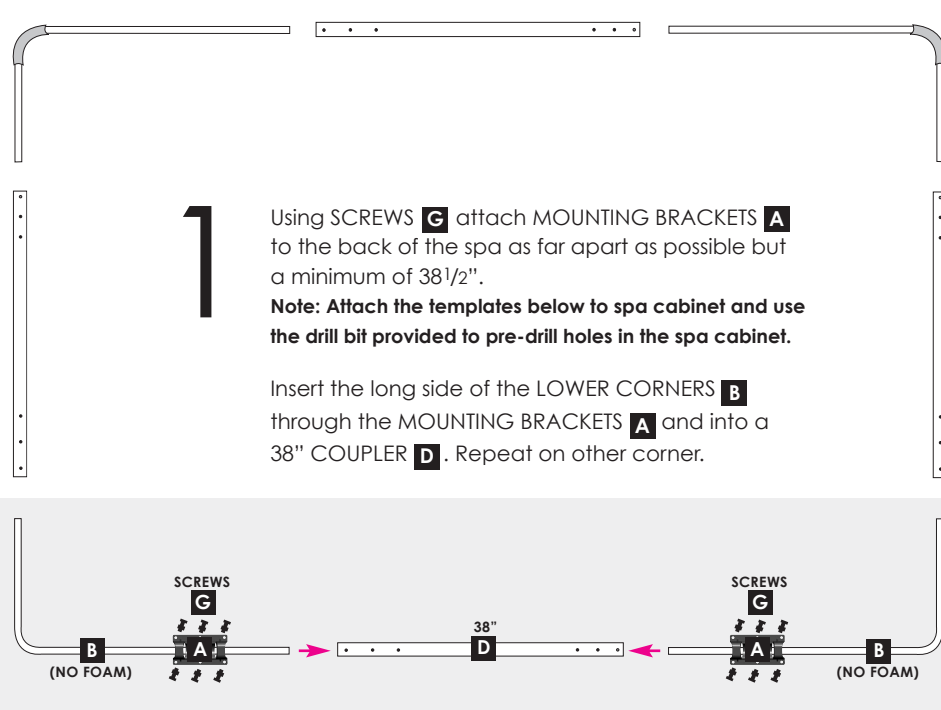 1
Using SCREWS G attach MOUNTING BRACKETS A
to the back of the spa as far apart as possible but
a minimum of 381/2”.
Note: Attach the templates below to spa cabinet and use
the drill bit provided to pre-drill holes in the spa cabinet.
Insert the long side of the LOWER CORNERS B
through the MOUNTING BRACKETS A and into a
38” COUPLER D . Repeat on other corner.
SCREWS
G
SCREWS
G
38”
B
A
D
A
B
(NO FOAM)
(NO FOAM)